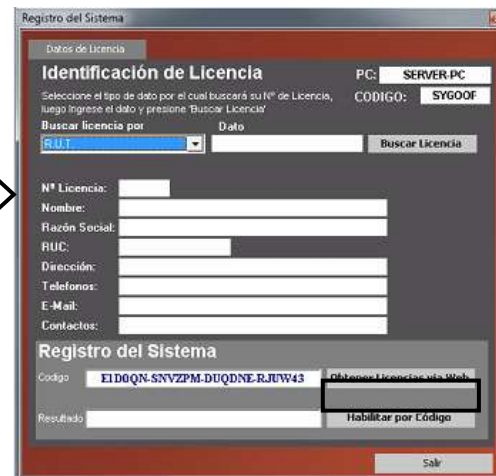 Registro del Sistema
Datos de Licencia
Identificación de Licencia
PC: SERVER-PC
Seleccione el tipo de dato por el cual buscará su Nº de Licencia,
luego Ingrese el dato y presione 'Buscar Licencia'
CODIGO: SYGOOF
Buscar licencia por Dato
R.U.T.
Buscar Licencia
Nº Licencia:
Nombre:
Razón Social:
RUC:
Dirección:
Telefonos:
E-Mail:
Contactos:
Registro del Sistema
Codigo E1D0QN-SNVZPM-DUQDNE-RJUW43 Obtener Licencias via Web
Resultado Habilitar por Código
Salir